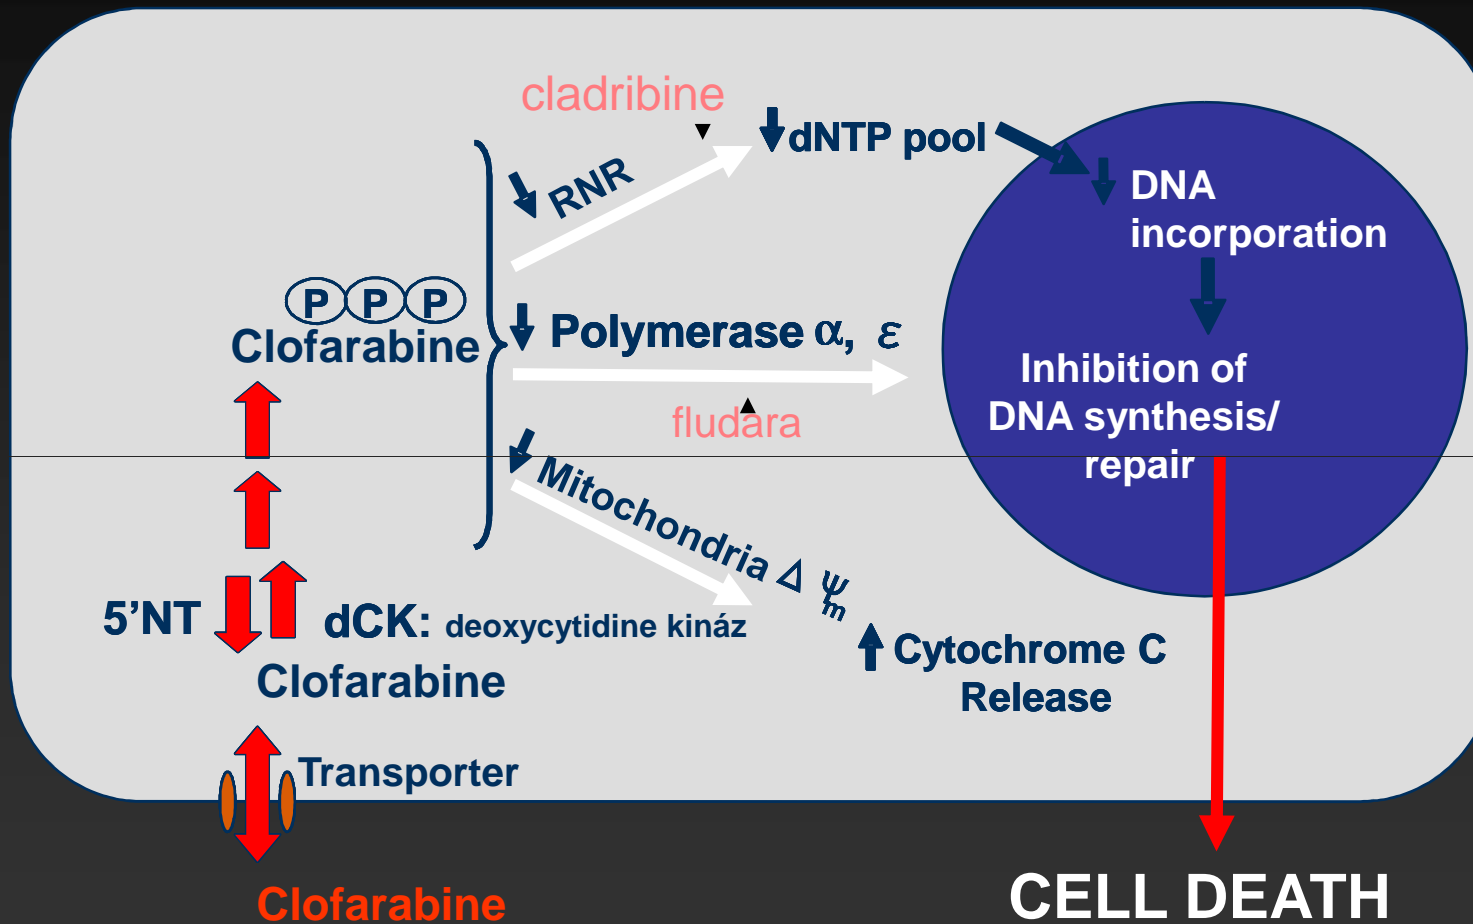 cladribine
dNTP pool
RNR
DNA
incorporation
P P P
Clofarabine
Polymerase α, ε
fludara
Inhibition of
DNA synthesis/
repair
Mitochondria Δ ψm
5’NT
dCK: deoxycytidine kináz
Clofarabine
Cytochrome C
Release
Transporter
Clofarabine
CELL DEATH